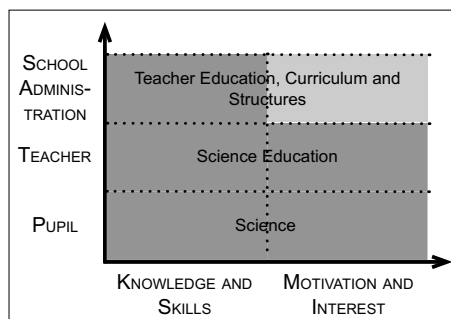 SCHOOL
ADMINIS-
TRATION
Teacher Education, Curriculum and
Structures
TEACHER
Science Education
PUPIL
Science
KNOWLEDGE AND
SKILLS
MOTIVATION AND
INTEREST